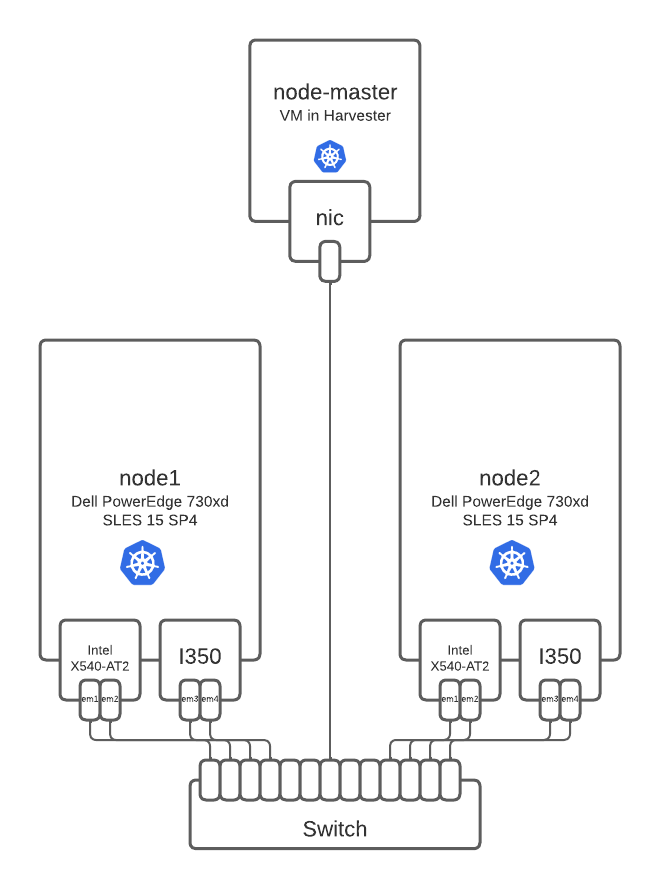 node-master
VM in Harvester
nic
node1
Dell PowerEdge 730xd
SLES 15 SP4
Intel
X540-AT2
I350
em1
em2
em3
em4
node2
Dell PowerEdge 730xd
SLES 15 SP4
Intel
X540-AT2
I350
em1
em2
em3
em4
Switch